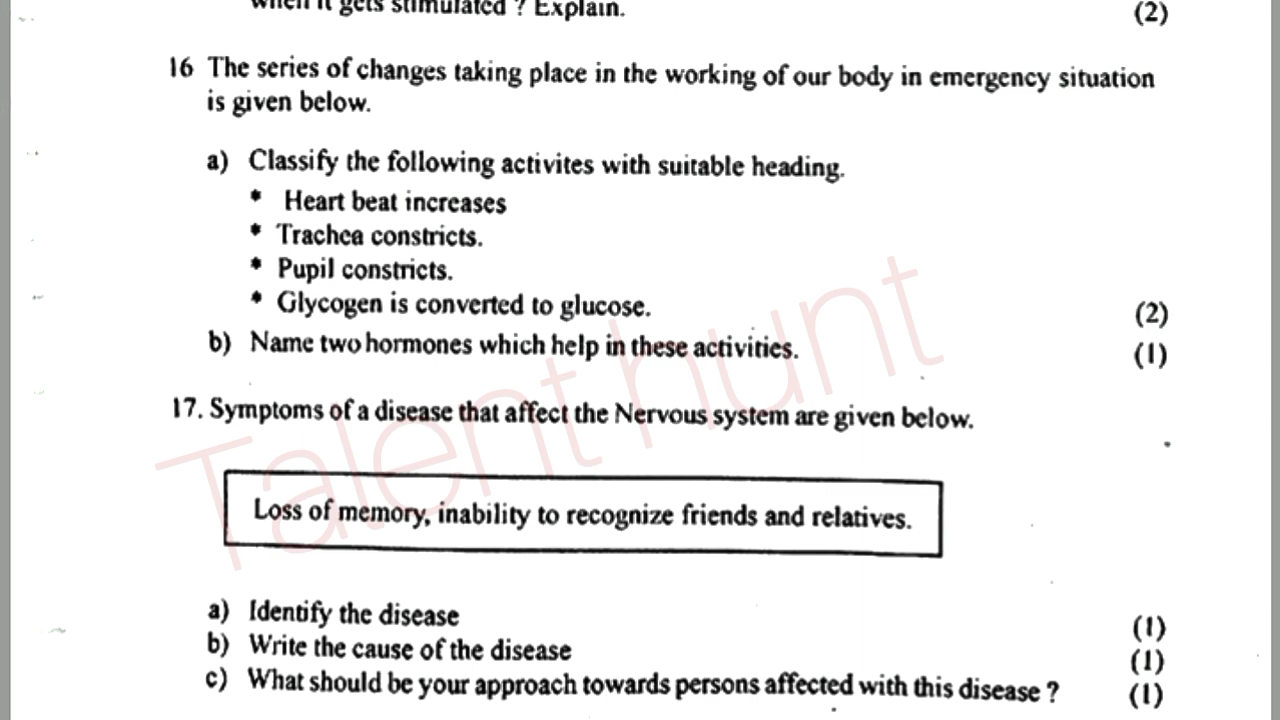 when it gets stimulated ? Explain. (2)
16 The series of changes taking place in the working of our body in emergency situation
is given below.
a) Classify the following activites with suitable heading.
* Heart beat increases
* Trachea constricts.
* Pupil constricts.
* Glycogen is converted to glucose. (2)
b) Name two hormones which help in these activities. (1)
17. Symptoms of a disease that affect the Nervous system are given below.
Talent hunt
Loss of memory, inability to recognize friends and relatives.
a) Identify the disease (1)
b) Write the cause of the disease (1)
c) What should be your approach towards persons affected with this disease ? (1)